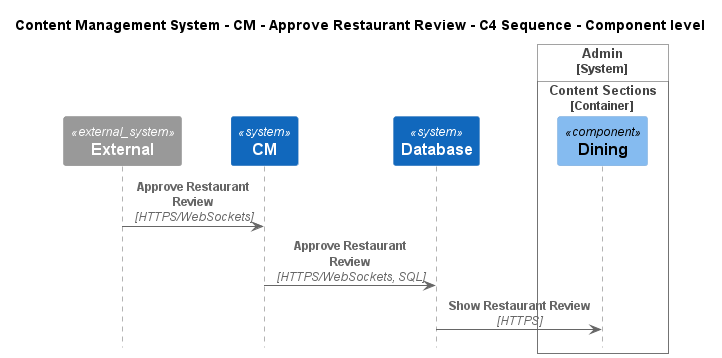 Content Management System - CM - Approve Restaurant Review - C4 Sequence - Component level
Admin
[System]
Content Sections
[Container]
«external_system»
External
«system»
CM
«system»
Database
«component»
Dining
Approve Restaurant
Review
[HTTPS/WebSockets]
Approve Restaurant
Review
[HTTPS/WebSockets, SQL]
Show Restaurant Review
[HTTPS]